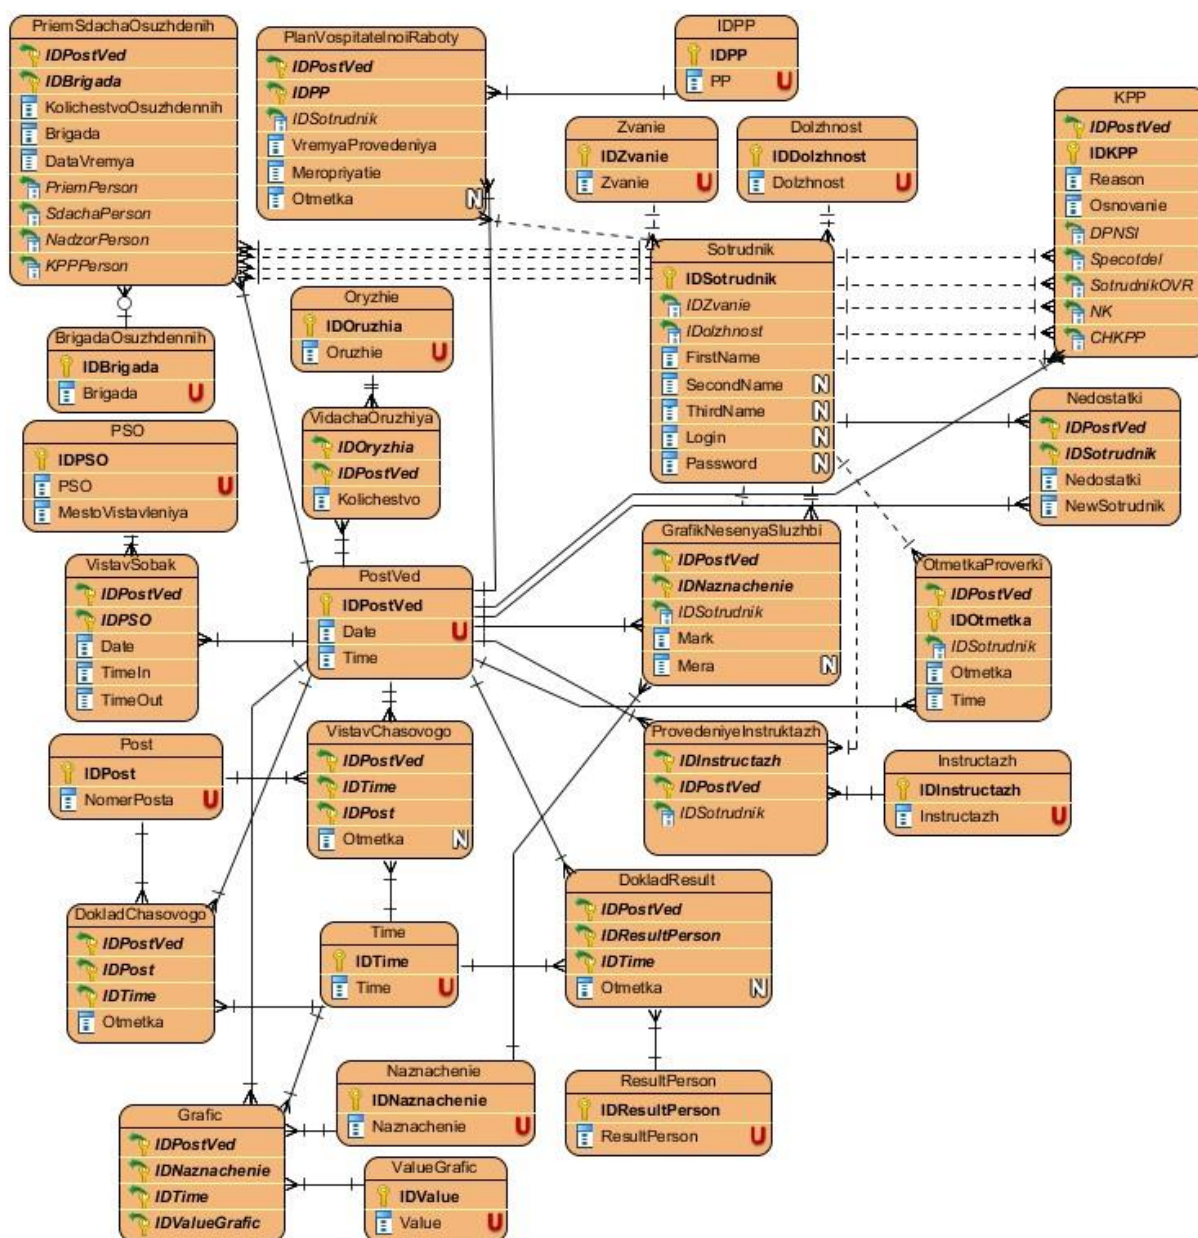 PriemSdachaOsuzhdenih
IDPostVed
IDBrigada
KolichestvoOsuzhdennih
Brigada
DataVremya
PriemPerson
SdachaPerson
NadzorPerson
KPPPerson
PlanVospitatelnoiRaboty
IDPostVed
IDPP
IDSotrudnik
VremyaProvedeniya
Meropriyatie
Otmetka N
IDPP
IDPP
PP U
Zvanie
IDZvanie
Zvanie U
Dolzhnost
IDDolzhnost
Dolzhnost U
KPP
IDPostVed
IDKPP
Reason
Osnovanie
DPNSI
Specotdel
SotrudnikOVR
NK
CHKPP
Sotrudnik
IDSotrudnik
IDZvanie
IDolzhnost
FirstName
SecondName N
ThirdName N
Login N
Password N
Oryzhie
IDOruzhia
Oruzhie U
BrigadaOsuzhdennih
IDBrigada
Brigada U
VidachaOruzhiya
IDOryzhia
IDPostVed
Kolichestvo
Nedostatki
IDPostVed
IDSotrudnik
Nedostatki
NewSotrudnik
PSO
IDPSO
PSO U
MestoVistavleniya
GrafikNesenyaSluzhbi
IDPostVed
IDNaznachenie
IDSotrudnik
Mark
Mera N
VistavSobak
IDPostVed
IDPSO
Date
TimeIn
TimeOut
PostVed
IDPostVed
Date U
Time
OtmetkaProverki
IDPostVed
IDOtmetka
IDSotrudnik
Otmetka
Time
Post
IDPost
NomerPosta U
VistavChasovogo
IDPostVed
IDTime
IDPost
Otmetka N
ProvedeniyeInstruktazh
IDInstructazh
IDPostVed
IDSotrudnik
Instructazh
IDInstructazh
Instructazh U
DokladChasovogo
IDPostVed
IDPost
IDTime
Otmetka
Time
IDTime
Time U
DokladResult
IDPostVed
IDResultPerson
IDTime
Otmetka N
Naznachenie
IDNaznachenie
Naznachenie U
ResultPerson
IDResultPerson
ResultPerson U
Grafic
IDPostVed
IDNaznachenie
IDTime
IDValueGrafic
ValueGrafic
IDValue
Value U